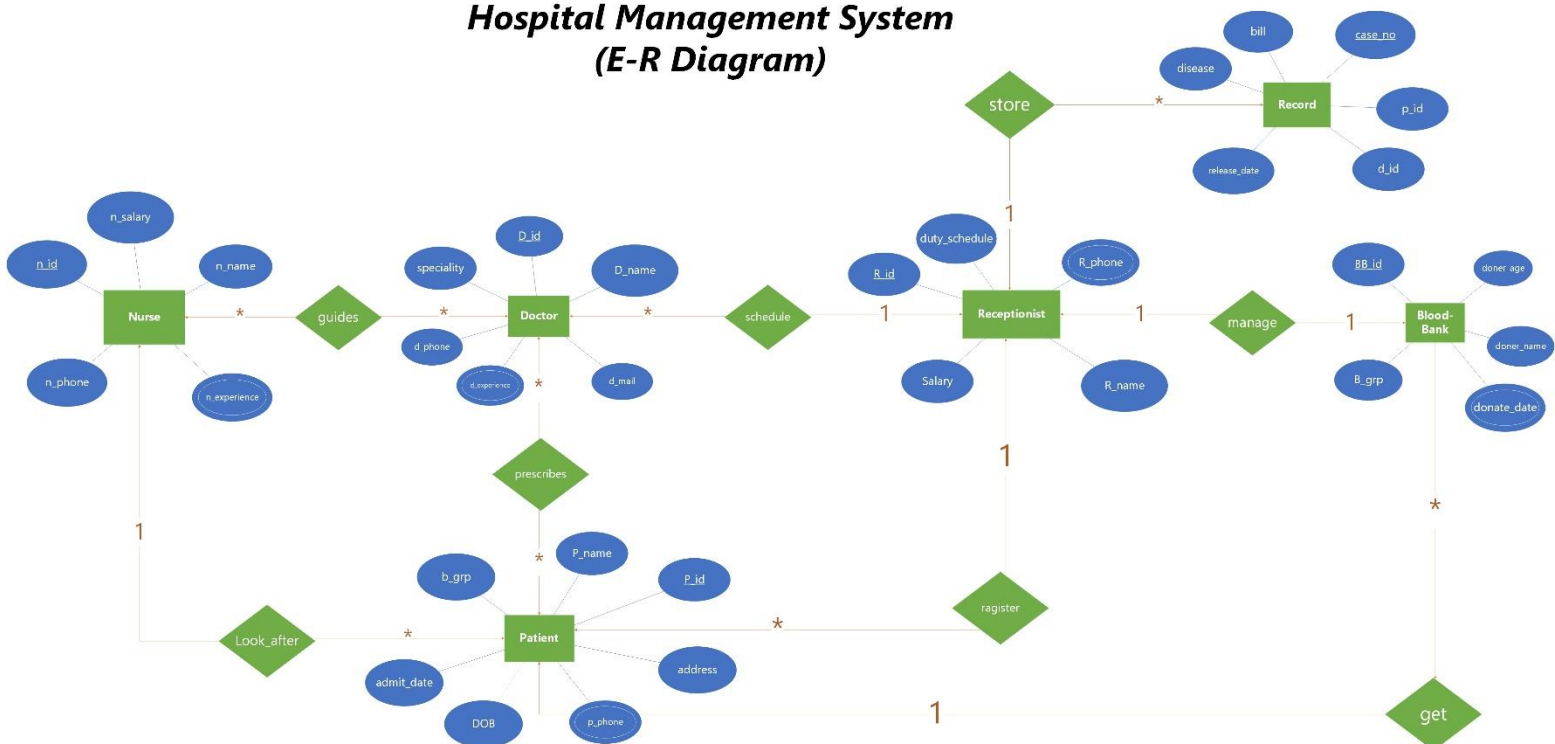 Hospital Management System
(E-R Diagram)
bill
case_no
disease
store
*
Record
p_id
release_date
d_id
1
n_salary
n_id
n_name
Nurse
*
guides
*
n_phone
n_experience
D_id
speciality
D_name
Doctor
*
schedule
1
d_phone
d_experience
*
d_mail
duty_schedule
R_id
R_phone
Receptionist
1
manage
1
Salary
R_name
BB_id
doner_age
Blood-
Bank
doner_name
B_grp
donate_date
prescribes
1
*
1
*
P_name
b_grp
P_id
ragister
Look_after
*
Patient
*
admit_date
address
DOB
p_phone
1
get